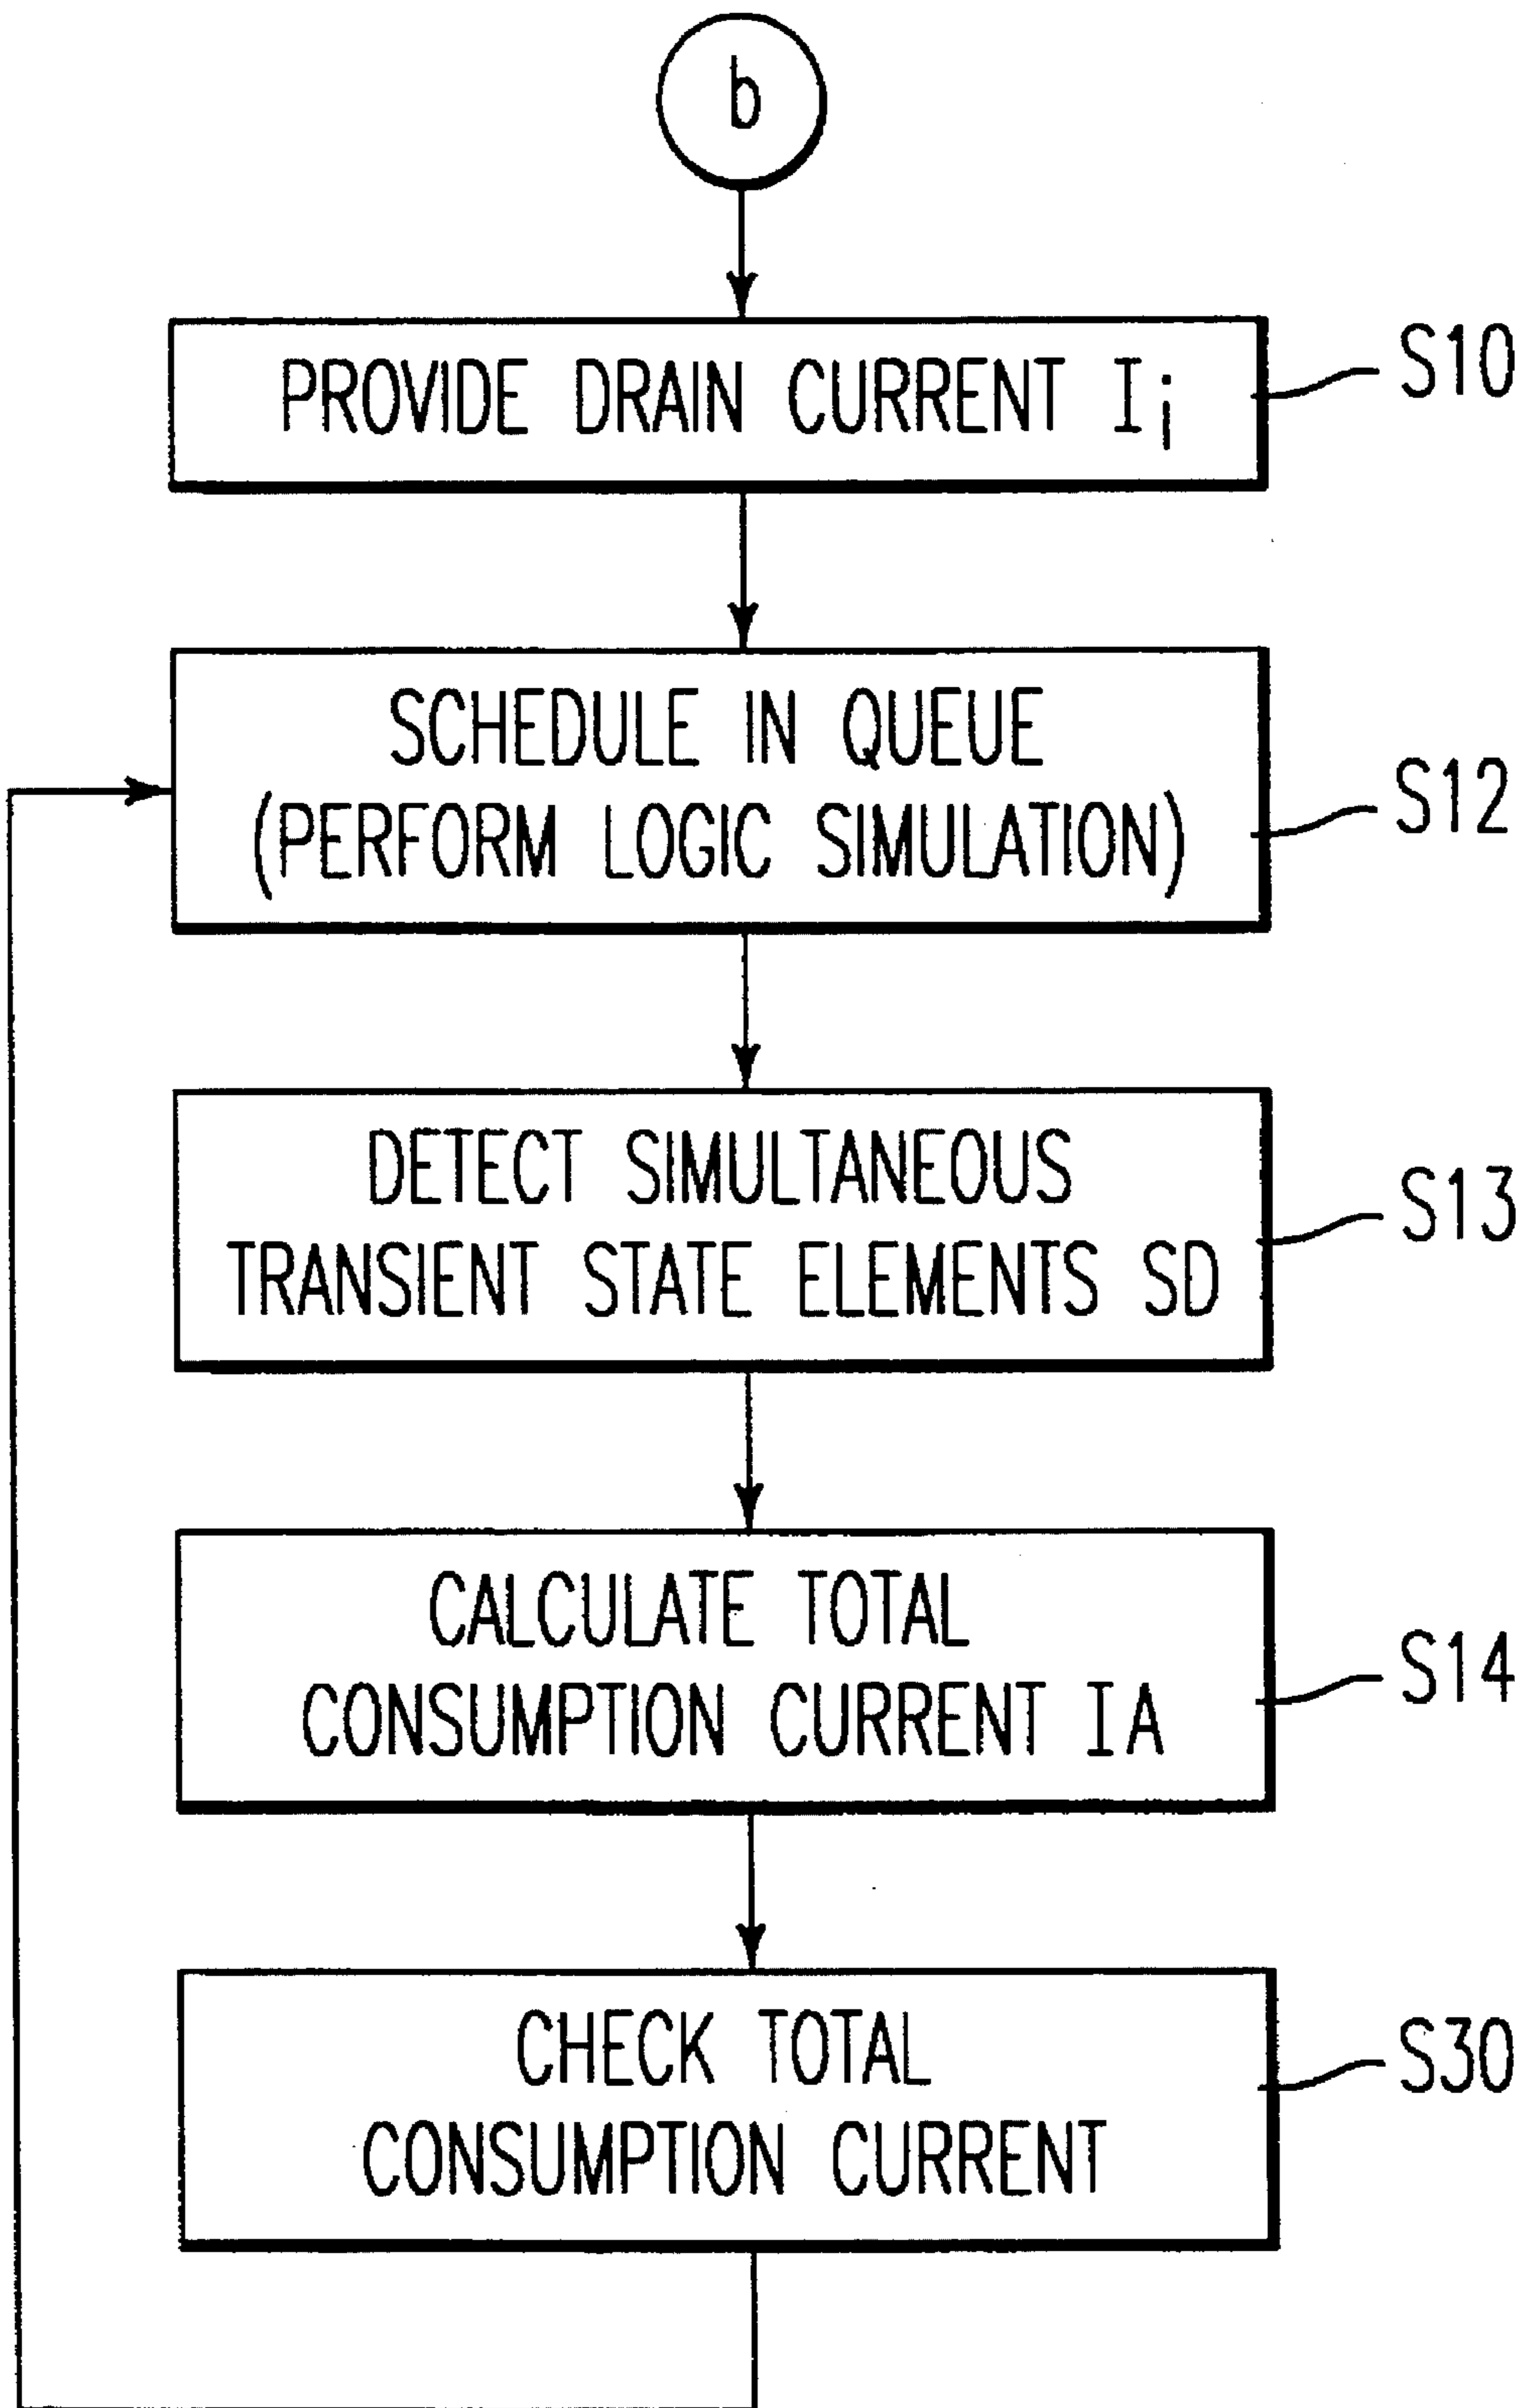 b
PROVIDE DRAIN CURRENT Ii
S10
SCHEDULE IN QUEUE
(PERFORM LOGIC SIMULATION)
S12
DETECT SIMULTANEOUS
TRANSIENT STATE ELEMENTS SD
S13
CALCULATE TOTAL
CONSUMPTION CURRENT IA
S14
CHECK TOTAL
CONSUMPTION CURRENT
S30